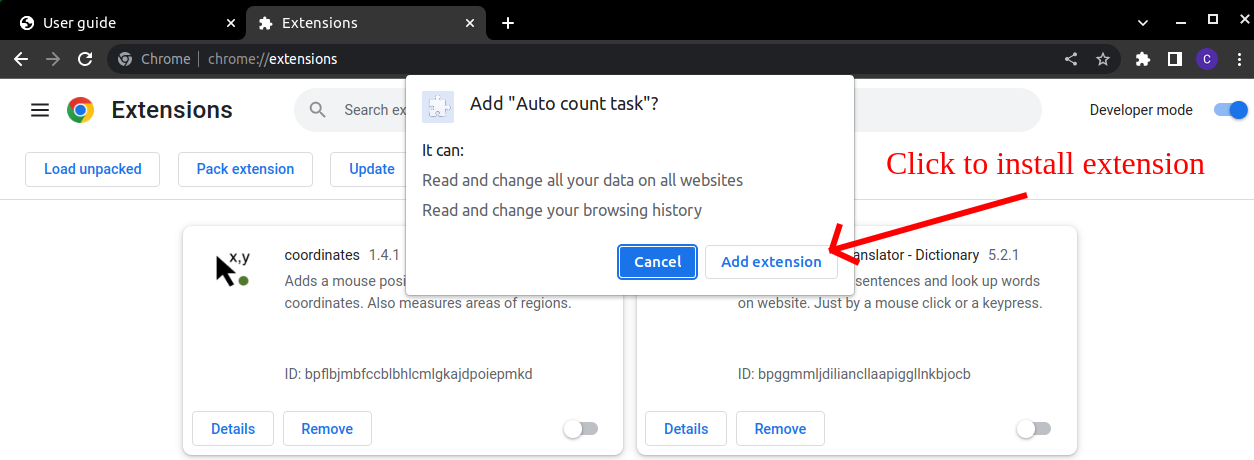 User guide
Extensions
Chrome
chrome://extensions
C
Extensions
Search ex
Developer mode
Load unpacked
Pack extension
Update
Add "Auto count task"?
It can:
Read and change all your data on all websites
Read and change your browsing history
Cancel
Add extension
Click to install extension
x,y
coordinates 1.4.1
Adds a mouse posi
coordinates. Also measures areas of regions.
ID: bpflbjmbfccblbhlcmlgkajdpoiepmkd
Details
Remove
anslator - Dictionary 5.2.1
sentences and look up words
on website. Just by a mouse click or a keypress.
ID: bpggmmljdiliancllaapiggllnkbjocb
Details
Remove